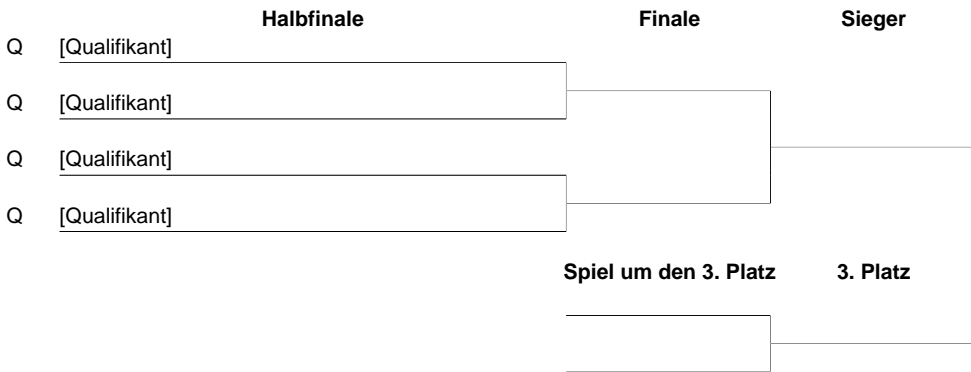 Halbfinale Finale Sieger
Q [Qualifikant]
Q [Qualifikant]
Q [Qualifikant]
Q [Qualifikant]
Spiel um den 3. Platz 3. Platz